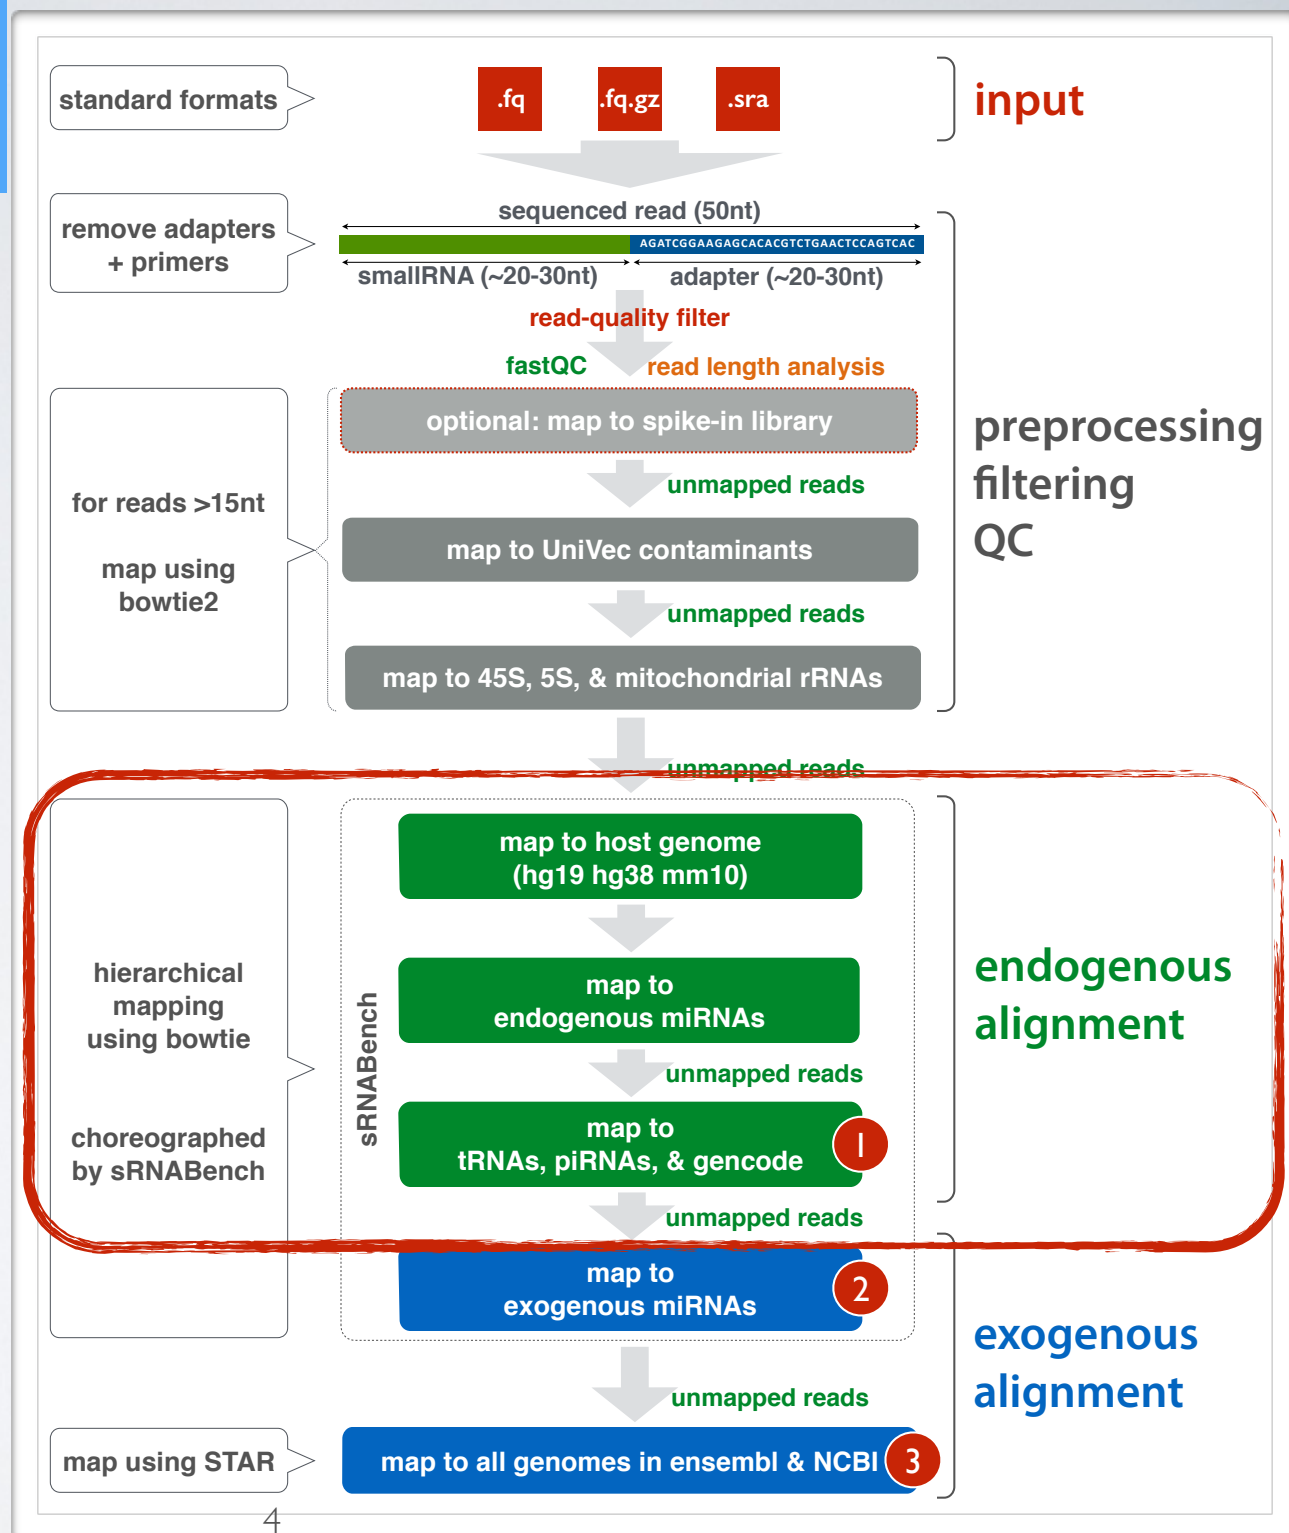 standard formats
.fq
.fq.gz
.sra
input
remove adapters
+ primers
sequenced read (50nt)
AGATCGGAAGAGCACACGTCTGAACTCCAGTCAC
smallRNA (~20-30nt)
adapter (~20-30nt)
read-quality filter
fastQC
read length analysis
preprocessing
filtering
QC
for reads >15nt
map using
bowtie2
optional: map to spike-in library
unmapped reads
map to UniVec contaminants
unmapped reads
map to 45S, 5S, & mitochondrial rRNAs
unmapped reads
hierarchical
mapping
using bowtie
choreographed
by sRNABench
sRNABench
map to host genome
(hg19 hg38 mm10)
map to
endogenous miRNAs
unmapped reads
map to
tRNAs, piRNAs, & gencode
1
unmapped reads
endogenous
alignment
map to
exogenous miRNAs
2
unmapped reads
exogenous
alignment
map using STAR
map to all genomes in ensembl & NCBI
3
4